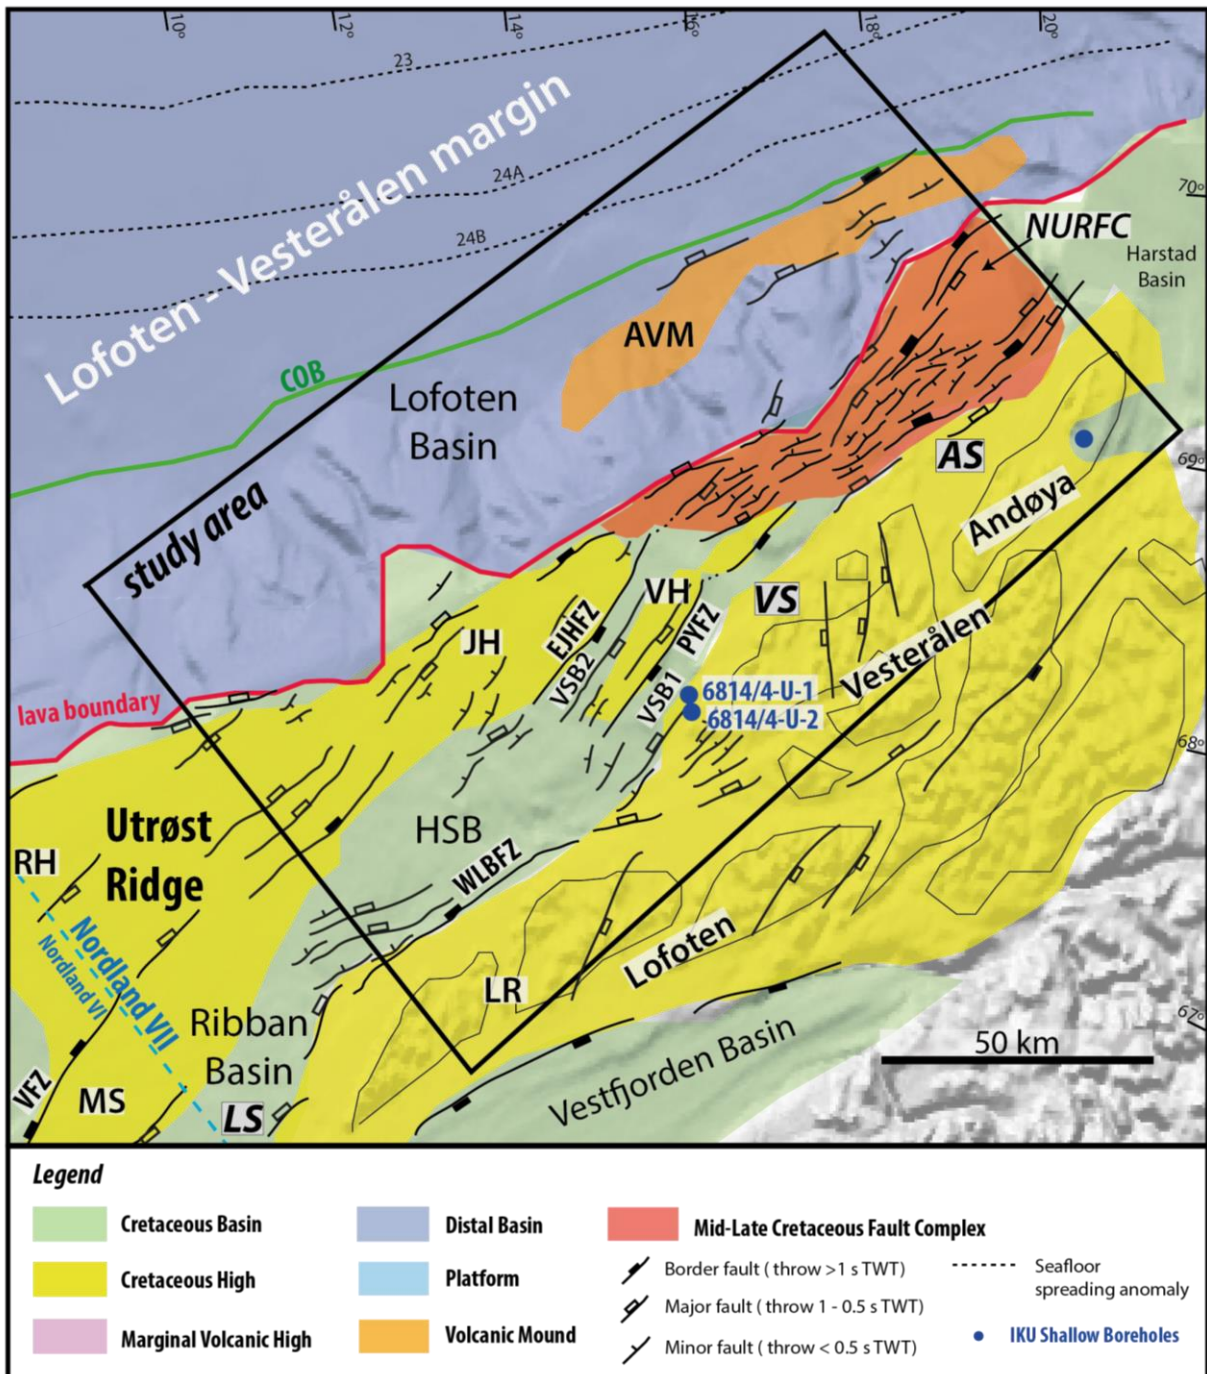 10°
12°
14°
16°
18°
20°
23
24A
24B
Lofoten - Vesterålen margin
70°
NURFC
Harstad
Basin
AVM
COB
Lofoten
Basin
AS
69°
Andøya
study area
VH
VS
EJHFZ
PYFZ
JH
VSB2
VSB1
Vesterålen
6814/4-U-1
6814/4-U-2
lava boundary
68°
Utrøst
Ridge
HSB
WLBFZ
RH
Nordland VII
Nordland VI
Lofoten
LR
Ribban
Basin
67°
50 km
VFZ
MS
LS
Vestfjorden Basin
Legend
Cretaceous Basin
Distal Basin
Mid-Late Cretaceous Fault Complex
Cretaceous High
Platform
Border fault ( throw >1 s TWT)
Seafloor
spreading anomaly
Major fault ( throw 1 - 0.5 s TWT)
Marginal Volcanic High
Volcanic Mound
Minor fault ( throw < 0.5 s TWT)
IKU Shallow Boreholes